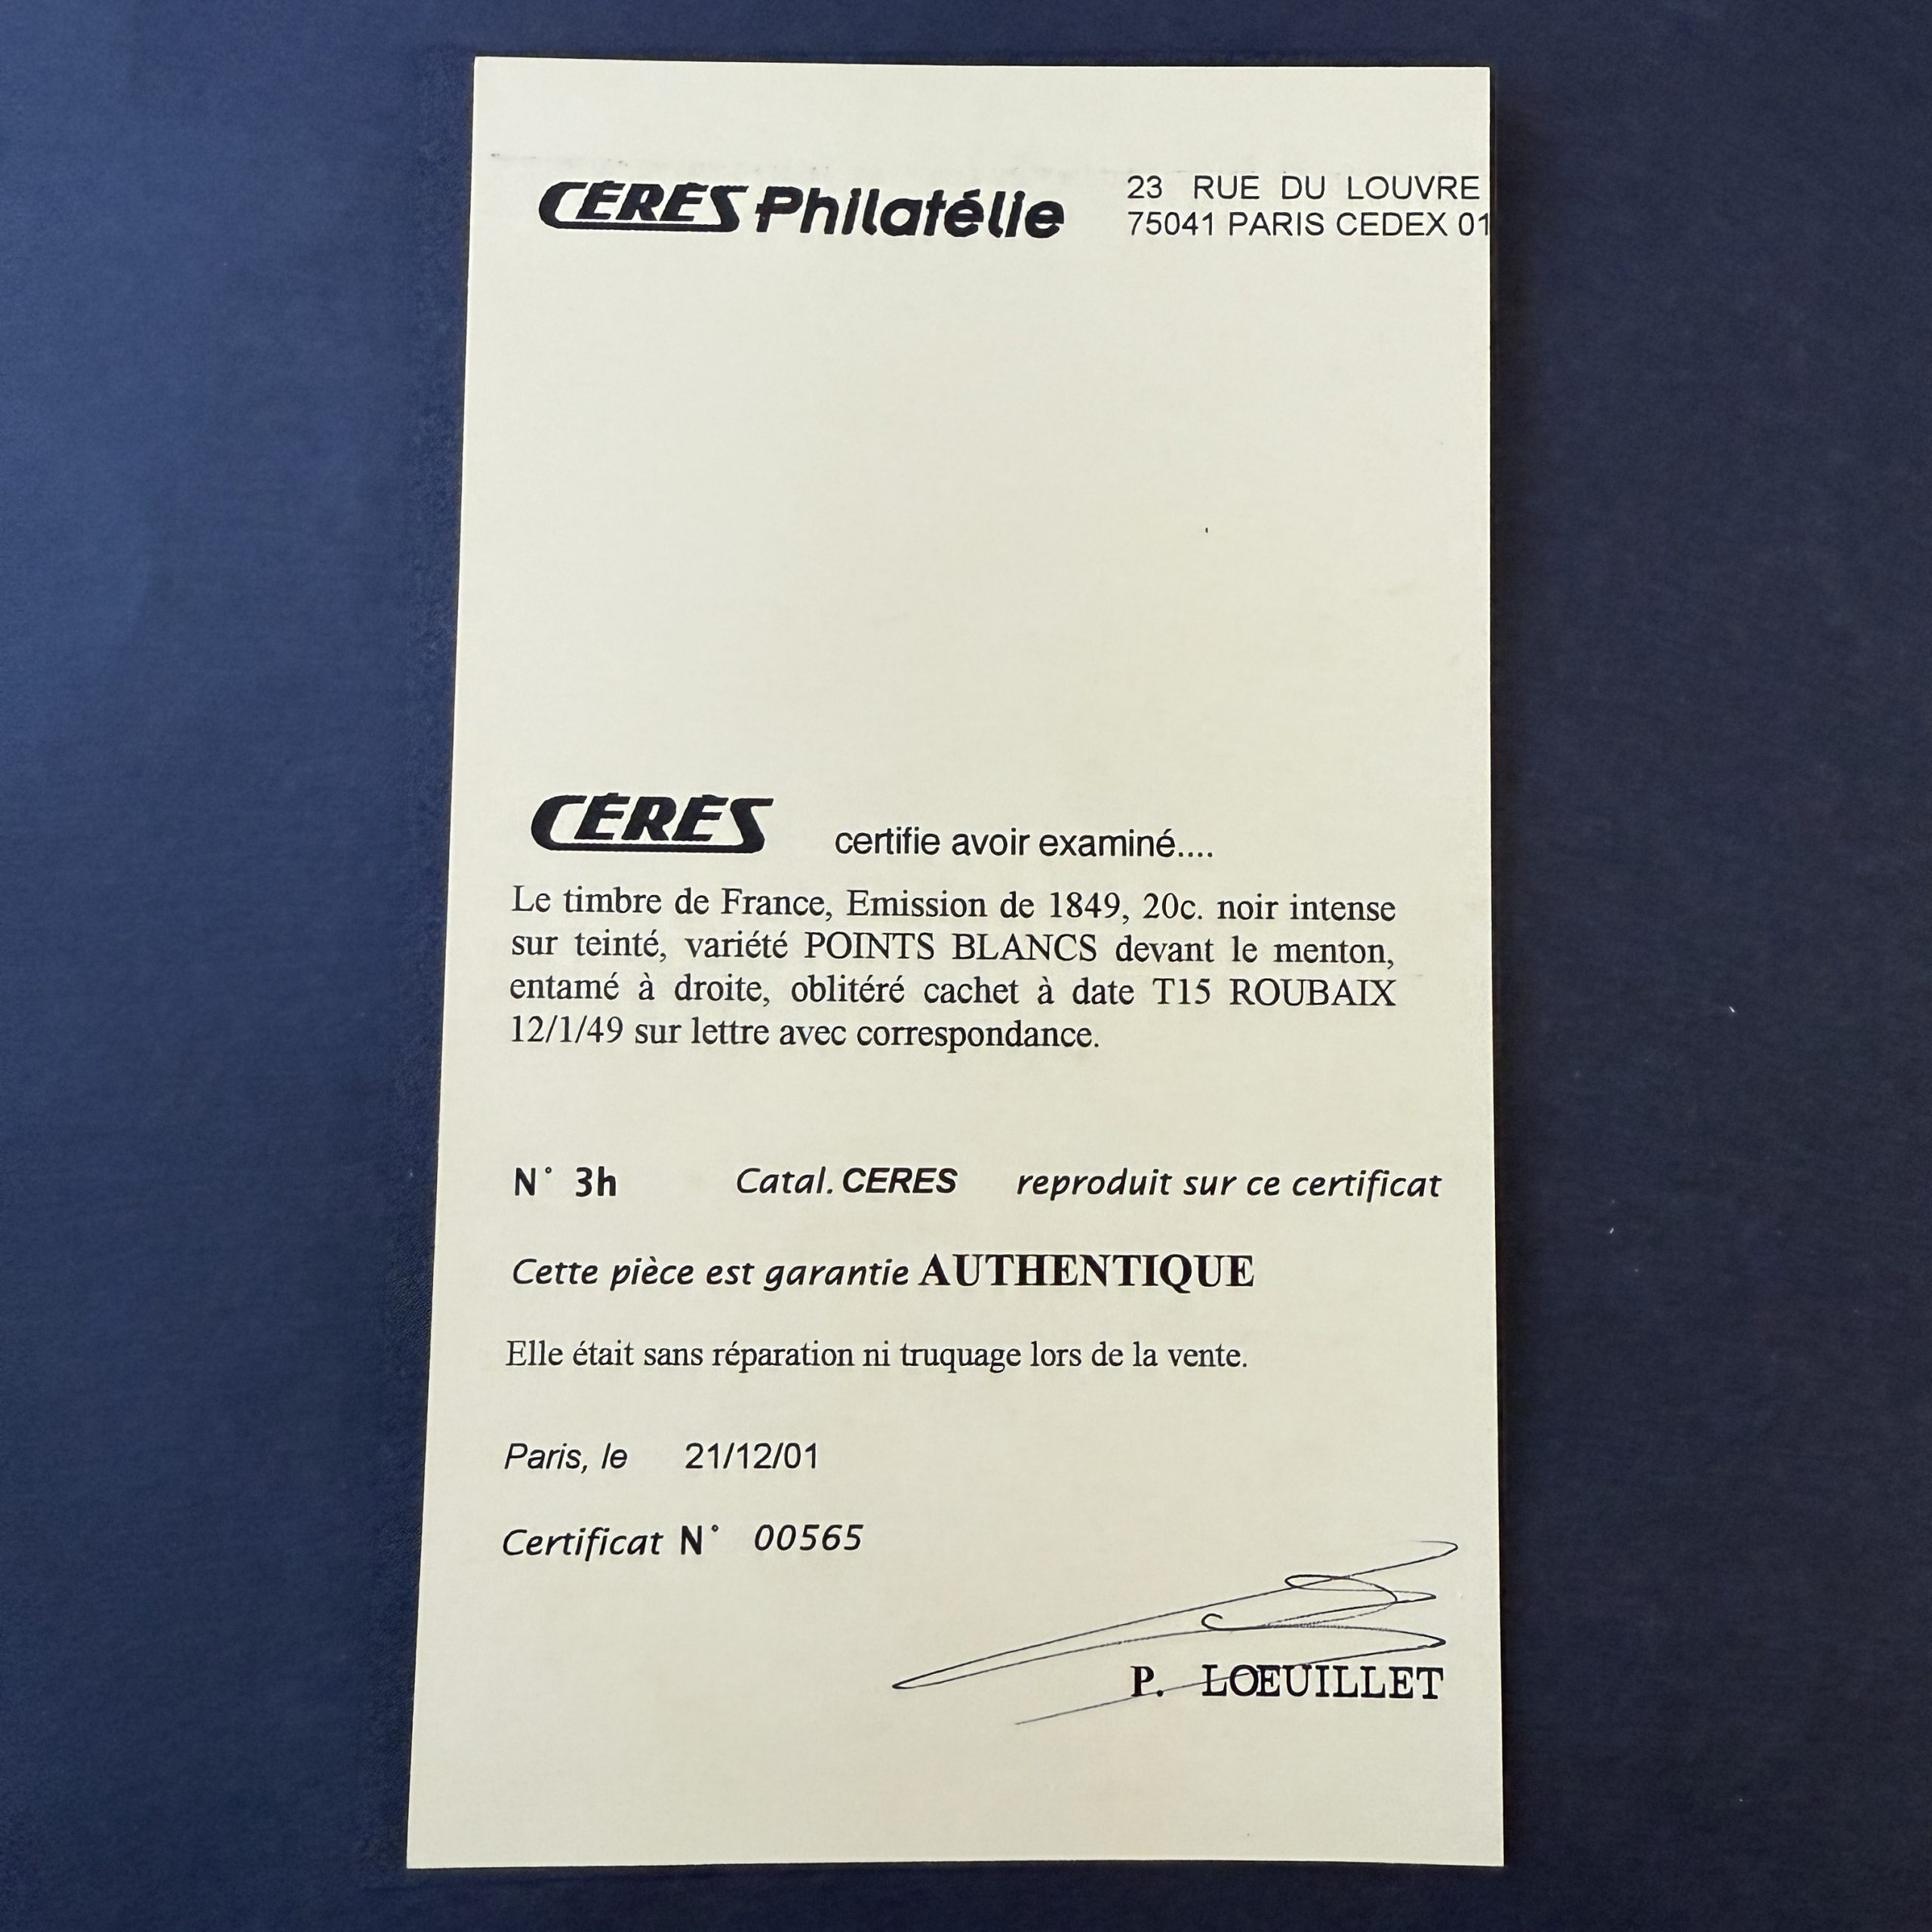 CÉRÈS Philatélie
23 RUE DU LOUVRE
75041 PARIS CEDEX 01
CÉRÈS certifie avoir examiné....
Le timbre de France, Emission de 1849, 20c. noir intense
sur teinté, variété POINTS BLANCS devant le menton,
entamé à droite, oblitéré cachet à date T15 ROUBAIX
12/1/49 sur lettre avec correspondance.
N° 3h Catal. CERES reproduit sur ce certificat
Cette pièce est garantie AUTHENTIQUE
Elle était sans réparation ni truquage lors de la vente.
Paris, le 21/12/01
Certificat N° 00565
P. LOEUILLET